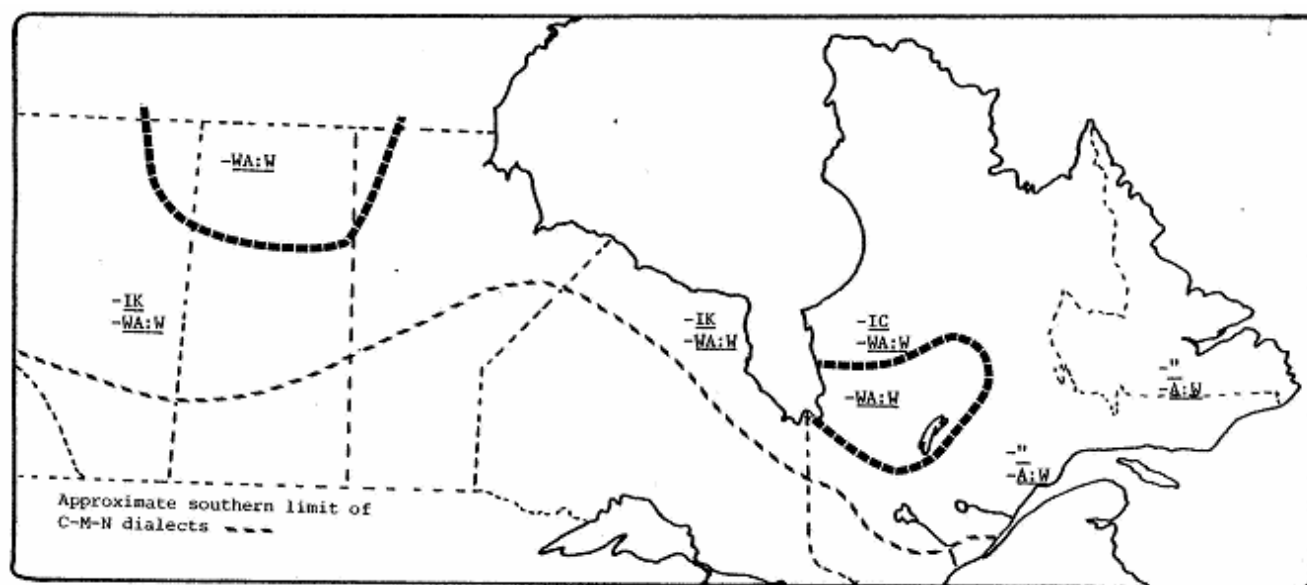 -WA:W
-IK
-WA:W
-IK
-WA:W
-IC
-WA:W
-WA:W
-"
-A:W
-"
-A:W
Approximate southern limit of
C-M-N dialects